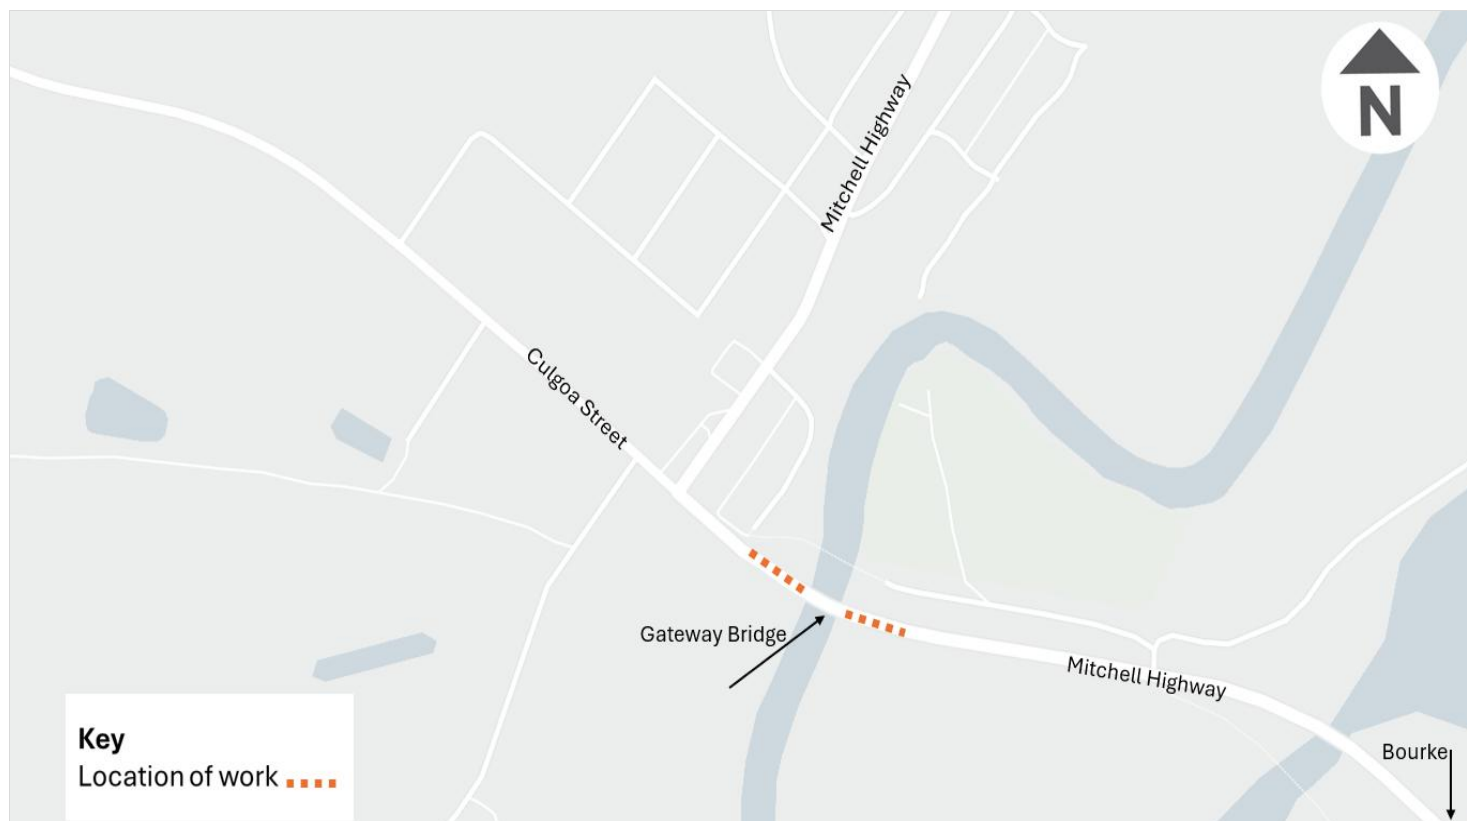 N
Mitchell Highway
Culgoa Street
Gateway Bridge
Mitchell Highway
Bourke
Key
Location of work